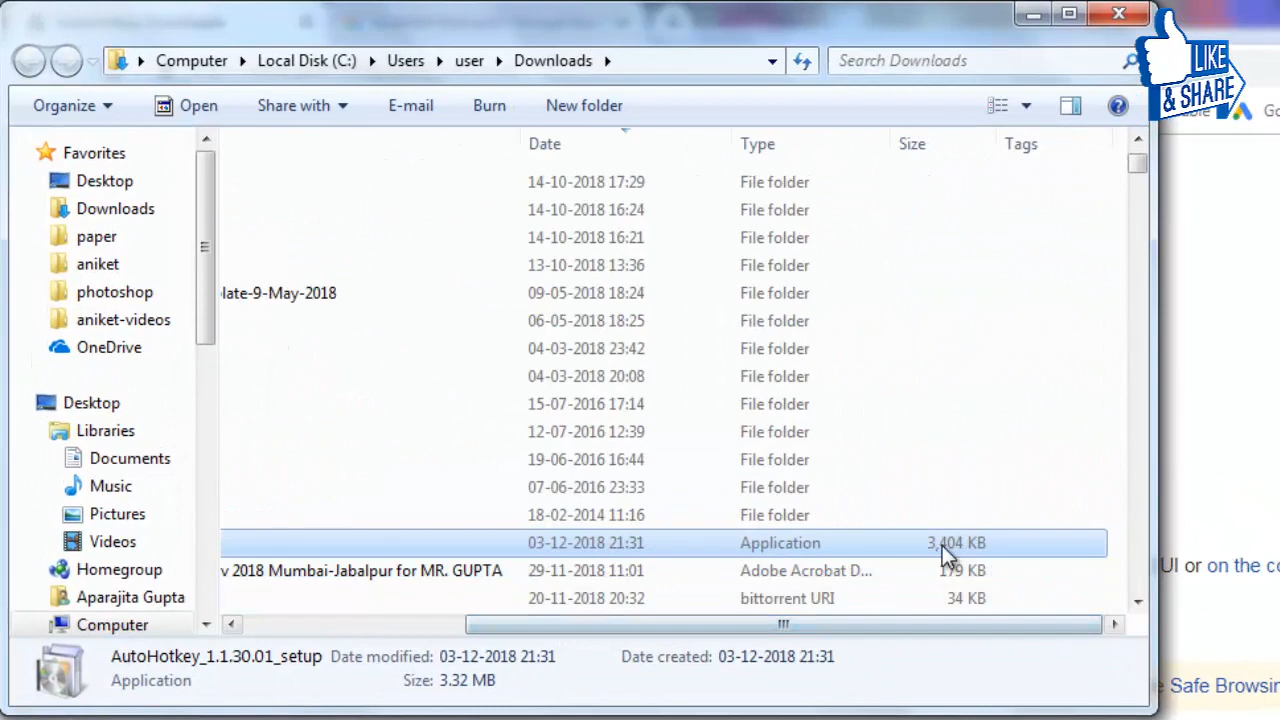 Computer Local Disk (C:) Users user Downloads
Search Downloads
LIKE
& SHARE
Organize Open Share with E-mail Burn New folder
Date Type Size Tags
Favorites
Desktop
Downloads
paper
aniket
photoshop
aniket-videos
OneDrive
Desktop
Libraries
Documents
Music
Pictures
Videos
Homegroup
Aparajita Gupta
Computer
14-10-2018 17:29 File folder
14-10-2018 16:24 File folder
14-10-2018 16:21 File folder
13-10-2018 13:36 File folder
late-9-May-2018 09-05-2018 18:24 File folder
06-05-2018 18:25 File folder
04-03-2018 23:42 File folder
04-03-2018 20:08 File folder
15-07-2016 17:14 File folder
12-07-2016 12:39 File folder
19-06-2016 16:44 File folder
07-06-2016 23:33 File folder
18-02-2014 11:16 File folder
03-12-2018 21:31 Application 3,404 KB
v 2018 Mumbai-Jabalpur for MR. GUPTA 29-11-2018 11:01 Adobe Acrobat D... 179 KB
20-11-2018 20:32 bittorrent URI 34 KB
AutoHotkey_1.1.30.01_setup Date modified: 03-12-2018 21:31 Date created: 03-12-2018 21:31
Application Size: 3.32 MB
UI or on the co
Safe Browsin